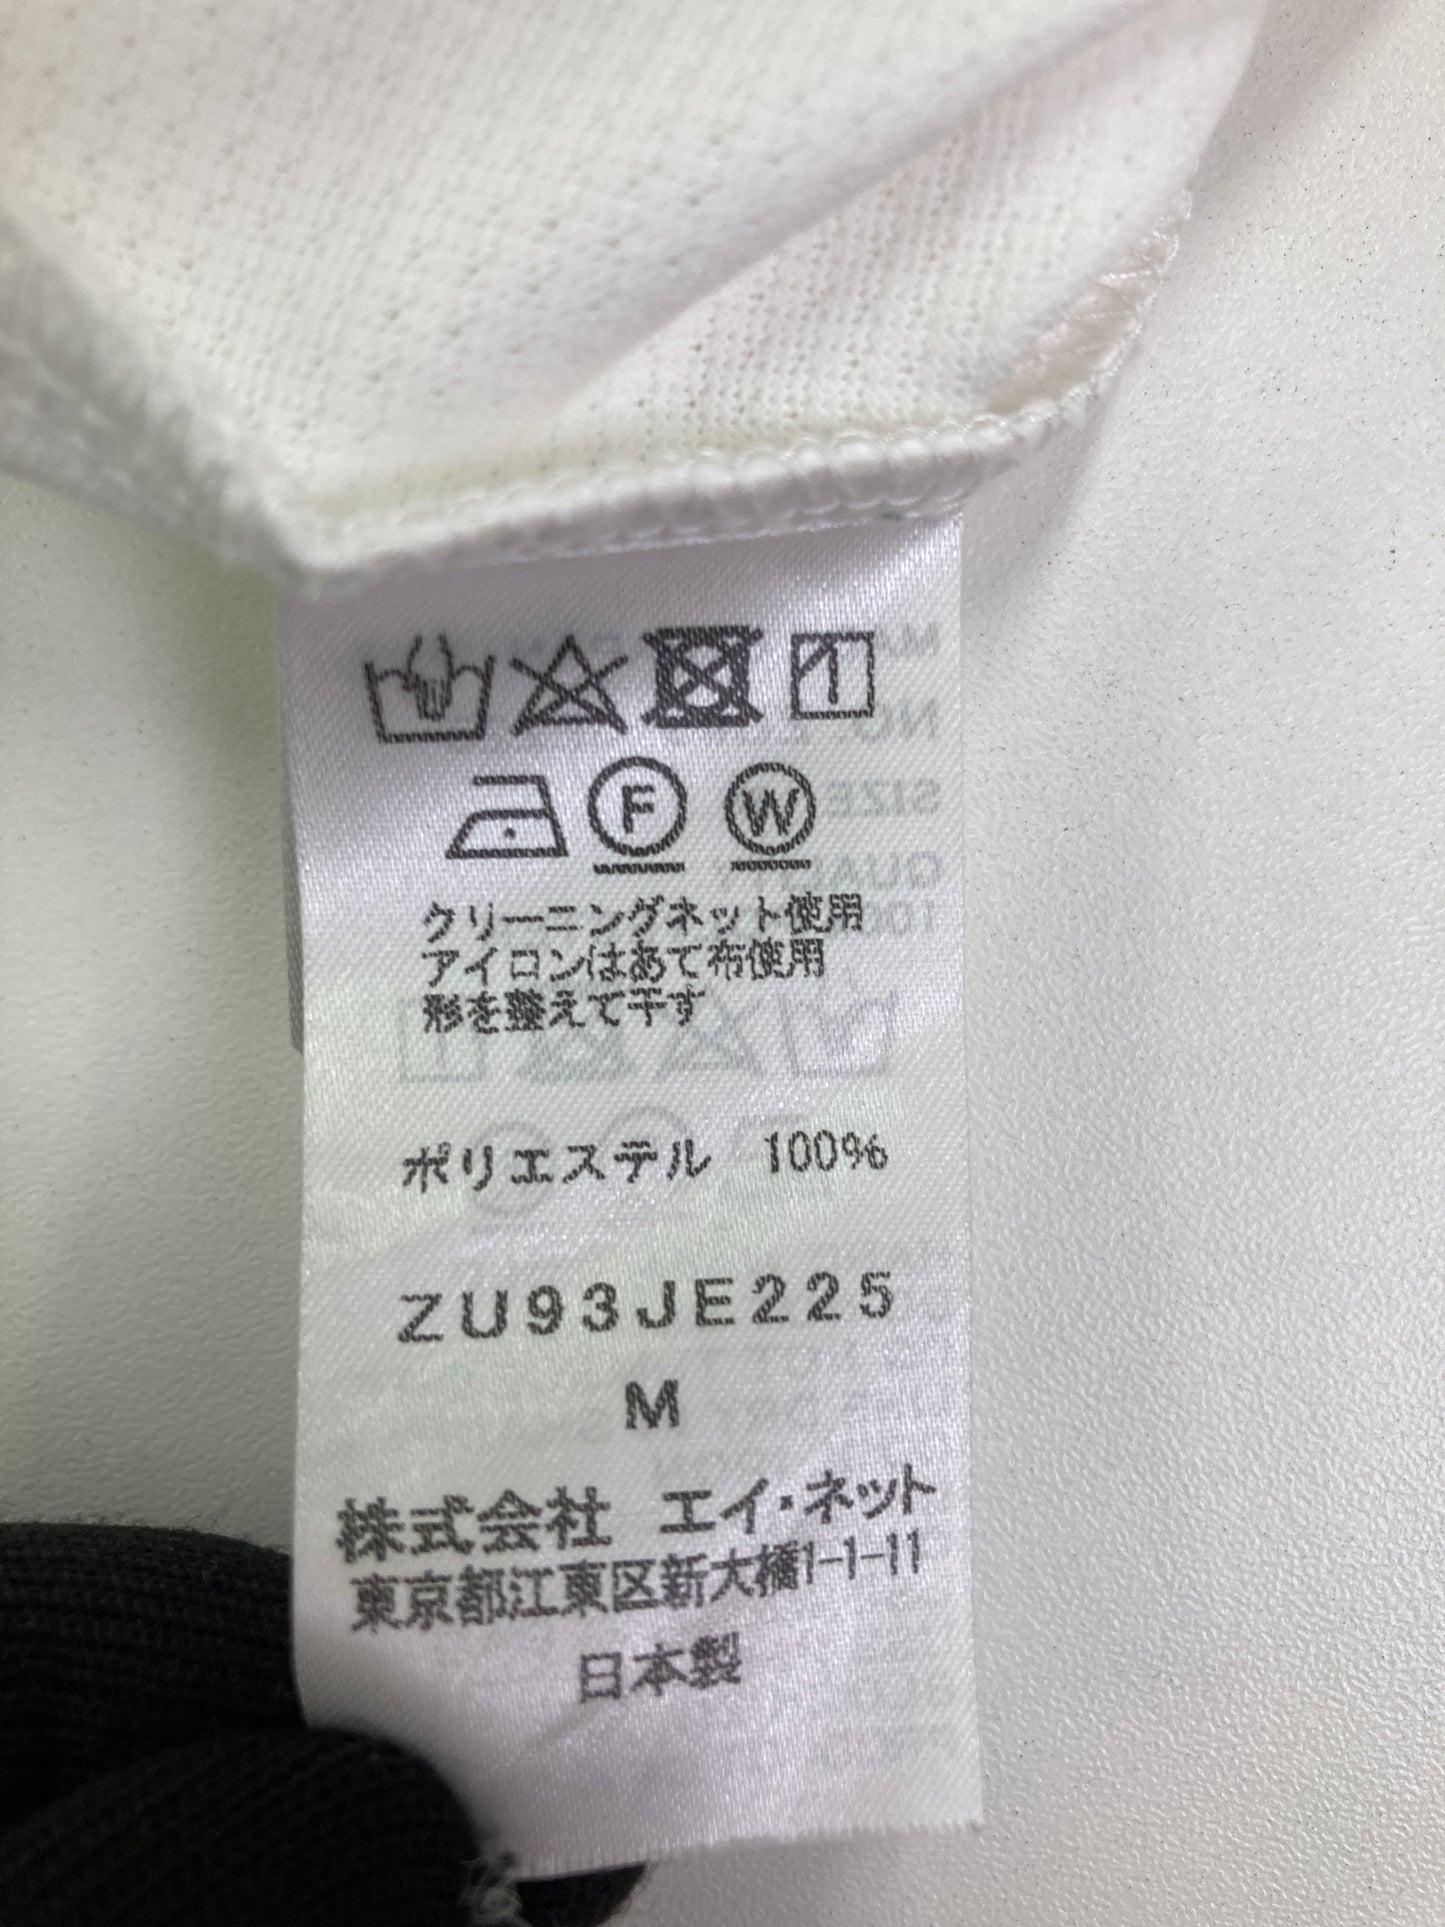 F W
クリーニングネット使用
アイロンはあて布使用
形を整えて干す
ポリエステル 100%
ZU93JE225
M
株式会社 エイ・ネット
東京都江東区新大橋1-1-11
日本製